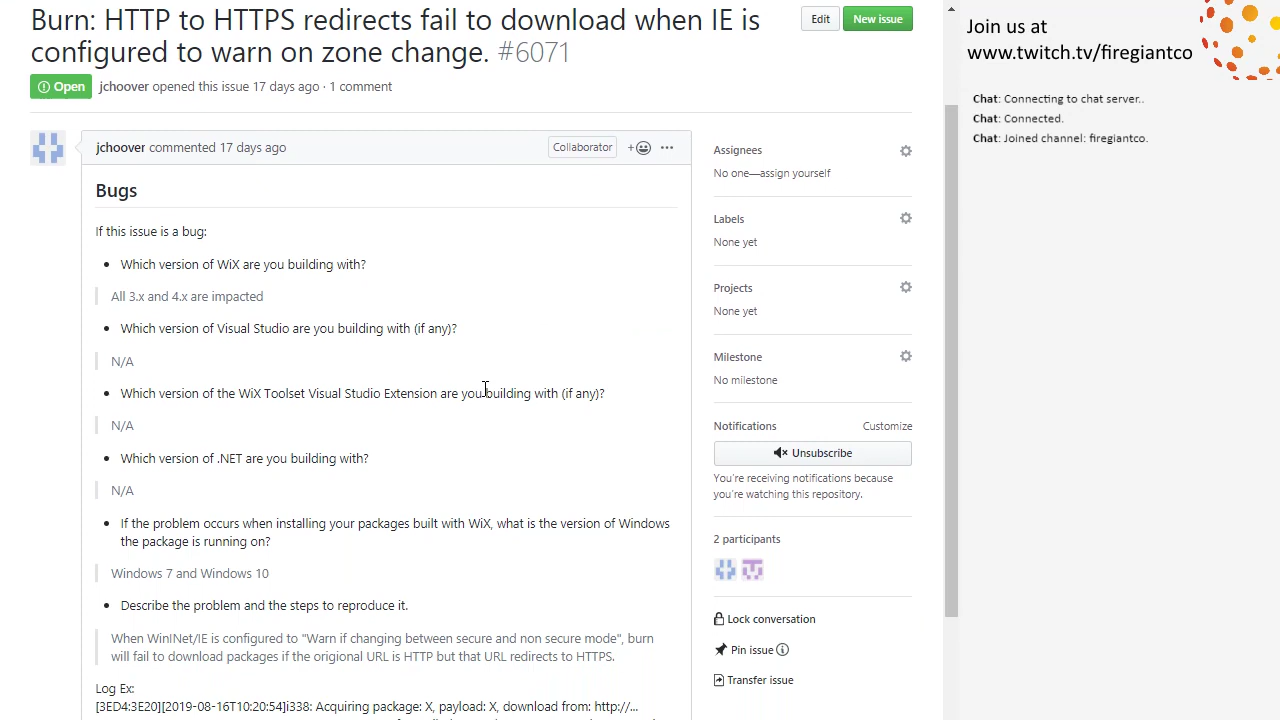 Burn: HTTP to HTTPS redirects fail to download when IE is
configured to warn on zone change. #6071
Edit
New issue
Open
jchoover opened this issue 17 days ago · 1 comment
jchoover commented 17 days ago
Collaborator
Bugs
If this issue is a bug:
• Which version of WiX are you building with?
All 3.x and 4.x are impacted
• Which version of Visual Studio are you building with (if any)?
N/A
• Which version of the WiX Toolset Visual Studio Extension are you building with (if any)?
N/A
• Which version of .NET are you building with?
N/A
• If the problem occurs when installing your packages built with WiX, what is the version of Windows
the package is running on?
Windows 7 and Windows 10
• Describe the problem and the steps to reproduce it.
When WinINet/IE is configured to "Warn if changing between secure and non secure mode", burn
will fail to download packages if the origional URL is HTTP but that URL redirects to HTTPS.
Log Ex:
[3ED4:3E20][2019-08-16T10:20:54]i338: Acquiring package: X, payload: X, download from: http://...
Assignees
No one—assign yourself
Labels
None yet
Projects
None yet
Milestone
No milestone
Notifications
Customize
Unsubscribe
You're receiving notifications because
you're watching this repository.
2 participants
Lock conversation
Pin issue
Transfer issue
Join us at
www.twitch.tv/firegiantco
Chat: Connecting to chat server..
Chat: Connected.
Chat: Joined channel: firegiantco.